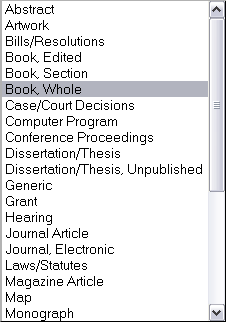 Abstract
Artwork
Bills/Resolutions
Book, Edited
Book, Section
Book, Whole
Case/Court Decisions
Computer Program
Conference Proceedings
Dissertation/Thesis
Dissertation/Thesis, Unpublished
Generic
Grant
Hearing
Journal Article
Journal, Electronic
Laws/Statutes
Magazine Article
Map
Monograph